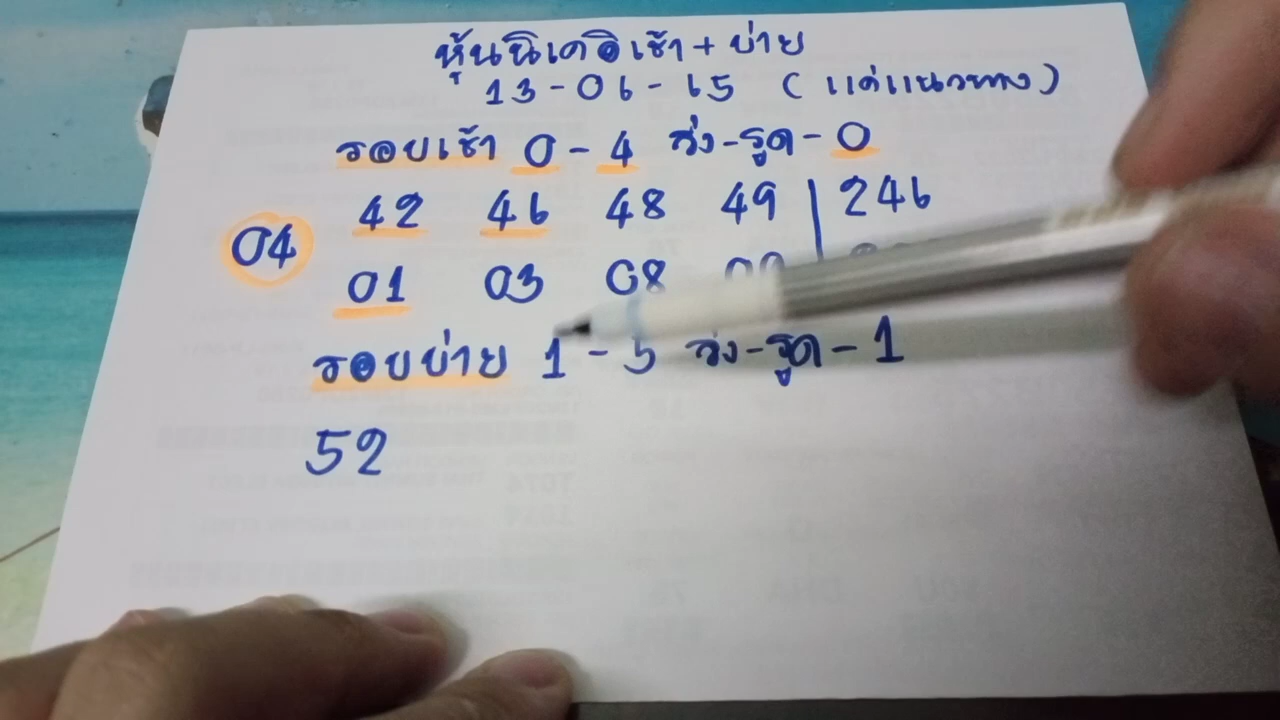 หุ้นนิเคอิเช้า + บ่าย
13-06-65 (แค่แนวทาง)
รอบเช้า 0-4 วิ่ง-รูด-0
42 46 48 49 | 246
04
01 03 08
รอบบ่าย 1-5 วิ่ง-รูด-1
52